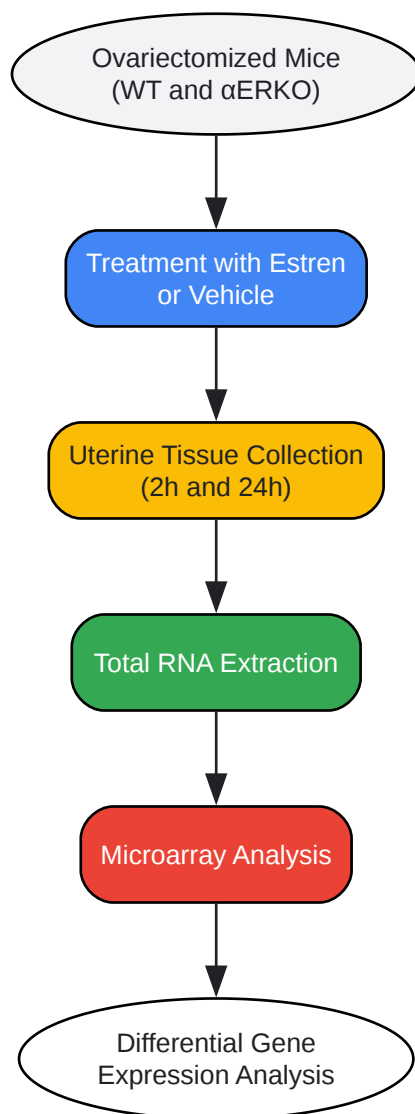 Ovariectomized Mice
(WT and αERKO)
Treatment with Estren
or Vehicle
Uterine Tissue Collection
(2h and 24h)
Total RNA Extraction
Microarray Analysis
Differential Gene
Expression Analysis